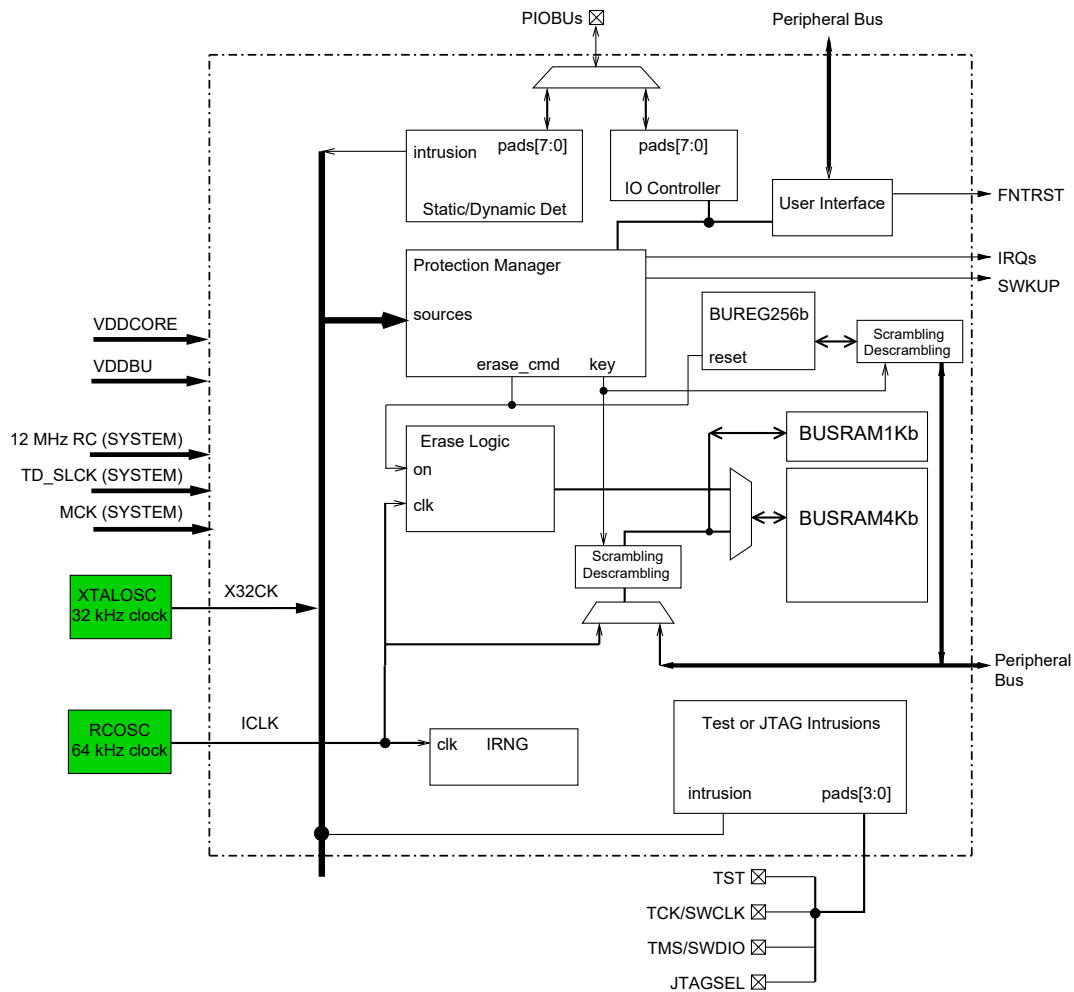 PIOBUs
Peripheral Bus
intrusion
pads[7:0]
Static/Dynamic Det
pads[7:0]
IO Controller
User Interface
FNTRST
Protection Manager
sources
erase_cmd
key
IRQs
SWKUP
BUREG256b
reset
Scrambling
Descrambling
VDDCORE
VDDBU
12 MHz RC (SYSTEM)
TD_SLCK (SYSTEM)
MCK (SYSTEM)
Erase Logic
on
clk
BUSRAM1Kb
BUSRAM4Kb
Scrambling
Descrambling
XTALOSC
32 kHz clock
X32CK
Peripheral
Bus
RCOSC
64 kHz clock
ICLK
clk
IRNG
Test or JTAG Intrusions
intrusion
pads[3:0]
TST
TCK/SWCLK
TMS/SWDIO
JTAGSEL